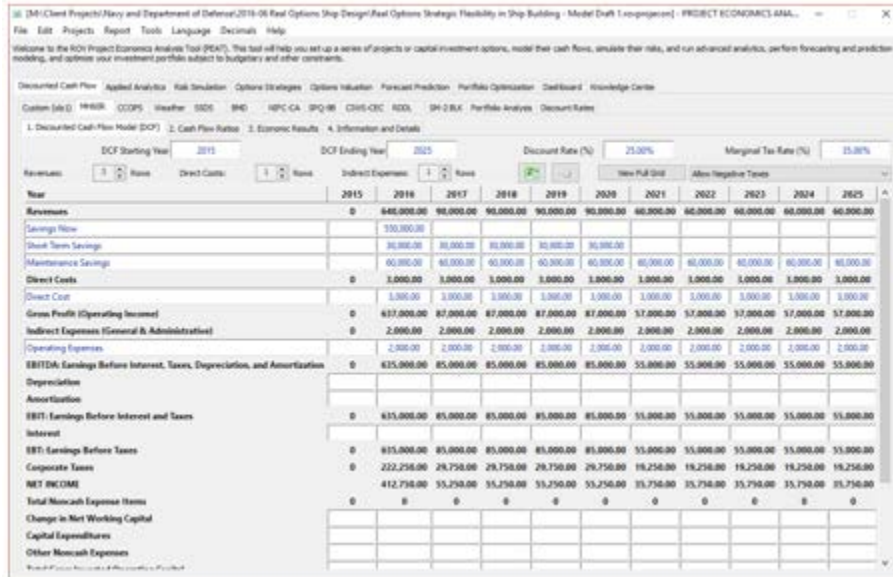 [M:\Client Projects\Navy and Department of Defense\2016-06 Real Options Ship Design\Real Options Strategic Flexibility in Ship Building - Model Draft 1.rovprojecon] - PROJECT ECONOMICS ANA...
File Edit Projects Report Tools Language Decimals Help
Welcome to the ROV Project Economics Analysis Tool (PEAT). This tool will help you set up a series of projects or capital investment options, model their cash flows, simulate their risks, and run advanced analytics, perform forecasting and prediction
modeling, and optimize your investment portfolio subject to budgetary and other constraints.
Discounted Cash Flow Applied Analytics Risk Simulation Options Strategies Options Valuation Forecast Prediction Portfolio Optimization Dashboard Knowledge Center
CCOPS Weather SSDS BMD CIWS-CEC RDDL Portfolio Analysis Discount Rates
1. Discounted Cash Flow Model (DCF) 2. Cash Flow Ratios 3. Economic Results 4. Information and Details
DCF Starting Year 2015 DCF Ending Year 2025 Discount Rate (%) 25.00% Marginal Tax Rate (%) 35.00%
Revenues: 3 Rows Direct Costs: 1 Rows Indirect Expenses: 1 Rows View Full Grid Allow Negative Taxes
Year 2015 2016 2017 2018 2019 2020 2021 2022 2023 2024 2025
Revenues 0 640,000.00 90,000.00 90,000.00 90,000.00 90,000.00 60,000.00 60,000.00 60,000.00 60,000.00 60,000.00
Savings Now 550,000.00
Short Term Savings 30,000.00 30,000.00 30,000.00 30,000.00 30,000.00
Maintenance Savings 60,000.00 60,000.00 60,000.00 60,000.00 60,000.00 60,000.00 60,000.00 60,000.00 60,000.00 60,000.00
Direct Costs 0 3,000.00 3,000.00 3,000.00 3,000.00 3,000.00 3,000.00 3,000.00 3,000.00 3,000.00 3,000.00
Direct Cost 3,000.00 3,000.00 3,000.00 3,000.00 3,000.00 3,000.00 3,000.00 3,000.00 3,000.00 3,000.00
Gross Profit (Operating Income) 0 637,000.00 87,000.00 87,000.00 87,000.00 87,000.00 57,000.00 57,000.00 57,000.00 57,000.00 57,000.00
Indirect Expenses (General & Administrative) 0 2,000.00 2,000.00 2,000.00 2,000.00 2,000.00 2,000.00 2,000.00 2,000.00 2,000.00 2,000.00
Operating Expenses 2,000.00 2,000.00 2,000.00 2,000.00 2,000.00 2,000.00 2,000.00 2,000.00 2,000.00 2,000.00
EBITDA: Earnings Before Interest, Taxes, Depreciation, and Amortization 0 635,000.00 85,000.00 85,000.00 85,000.00 85,000.00 55,000.00 55,000.00 55,000.00 55,000.00 55,000.00
Depreciation
Amortization
EBIT: Earnings Before Interest and Taxes 0 635,000.00 85,000.00 85,000.00 85,000.00 85,000.00 55,000.00 55,000.00 55,000.00 55,000.00 55,000.00
Interest
EBT: Earnings Before Taxes 0 635,000.00 85,000.00 85,000.00 85,000.00 85,000.00 55,000.00 55,000.00 55,000.00 55,000.00 55,000.00
Corporate Taxes 0 222,250.00 29,750.00 29,750.00 29,750.00 29,750.00 19,250.00 19,250.00 19,250.00 19,250.00 19,250.00
NET INCOME 412,750.00 55,250.00 55,250.00 55,250.00 55,250.00 35,750.00 35,750.00 35,750.00 35,750.00 35,750.00
Total Noncash Expense Items 0 0 0 0 0 0 0 0 0 0 0
Change in Net Working Capital
Capital Expenditures
Other Noncash Expenses